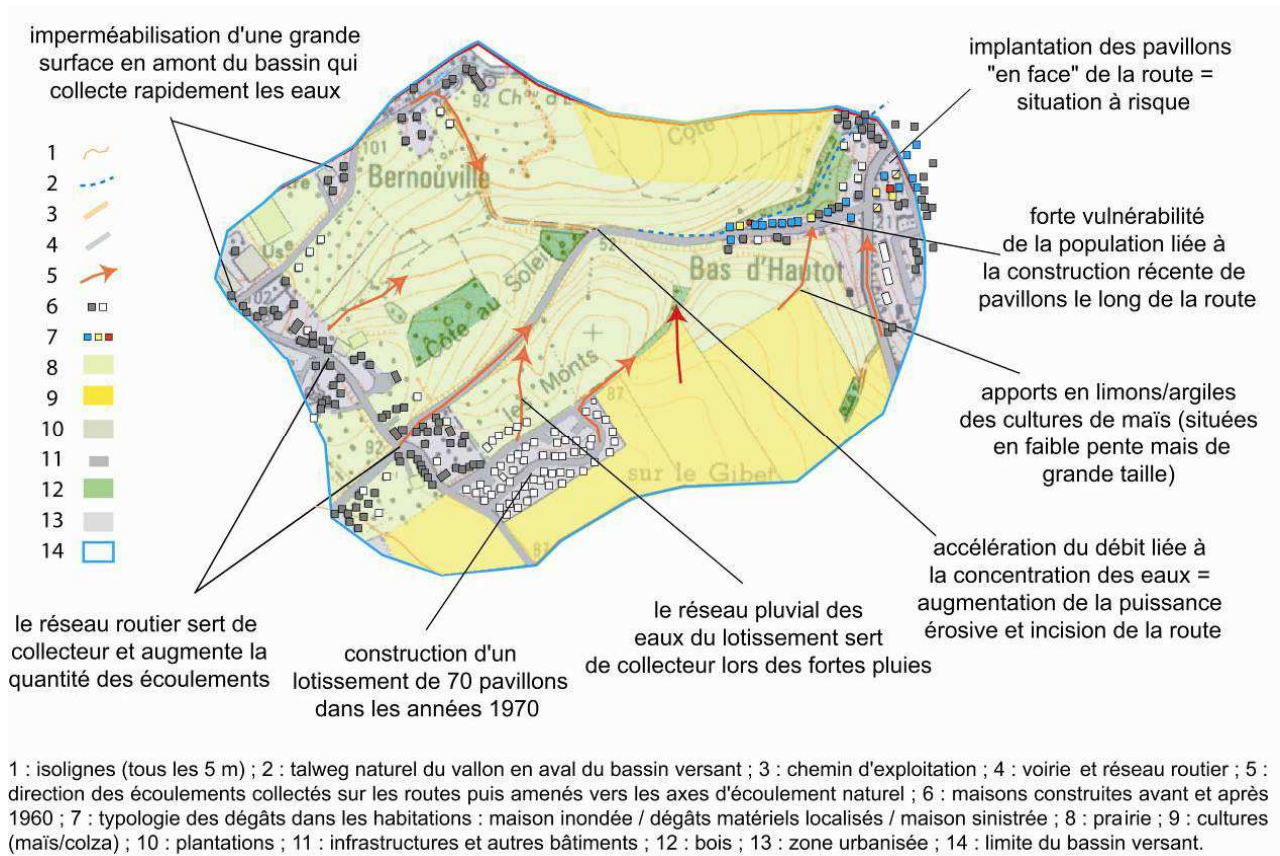 imperméabilisation d'une grande
surface en amont du bassin qui
collecte rapidement les eaux
implantation des pavillons
"en face" de la route =
situation à risque
1
2
3
4
5
6
7
8
9
10
11
12
13
14
92
101
Bernouville
Côte
Us^e
102
Côte au
Soleil
Bas d'Hautot
21
les Monts
87
92
sur le Gibet
forte vulnérabilité
de la population liée à
la construction récente de
pavillons le long de la route
apports en limons/argiles
des cultures de maïs (situées
en faible pente mais de
grande taille)
accélération du débit liée à
la concentration des eaux =
augmentation de la puissance
érosive et incision de la route
le réseau pluvial des
eaux du lotissement sert
de collecteur lors des fortes pluies
construction d'un
lotissement de 70 pavillons
dans les années 1970
le réseau routier sert de
collecteur et augmente la
quantité des écoulements
1 : isolignes (tous les 5 m) ; 2 : talweg naturel du vallon en aval du bassin versant ; 3 : chemin d'exploitation ; 4 : voirie et réseau routier ; 5 :
direction des écoulements collectés sur les routes puis amenés vers les axes d'écoulement naturel ; 6 : maisons construites avant et après
1960 ; 7 : typologie des dégâts dans les habitations : maison inondée / dégâts matériels localisés / maison sinistrée ; 8 : prairie ; 9 : cultures
(maïs/colza) ; 10 : plantations ; 11 : infrastructures et autres bâtiments ; 12 : bois ; 13 : zone urbanisée ; 14 : limite du bassin versant.